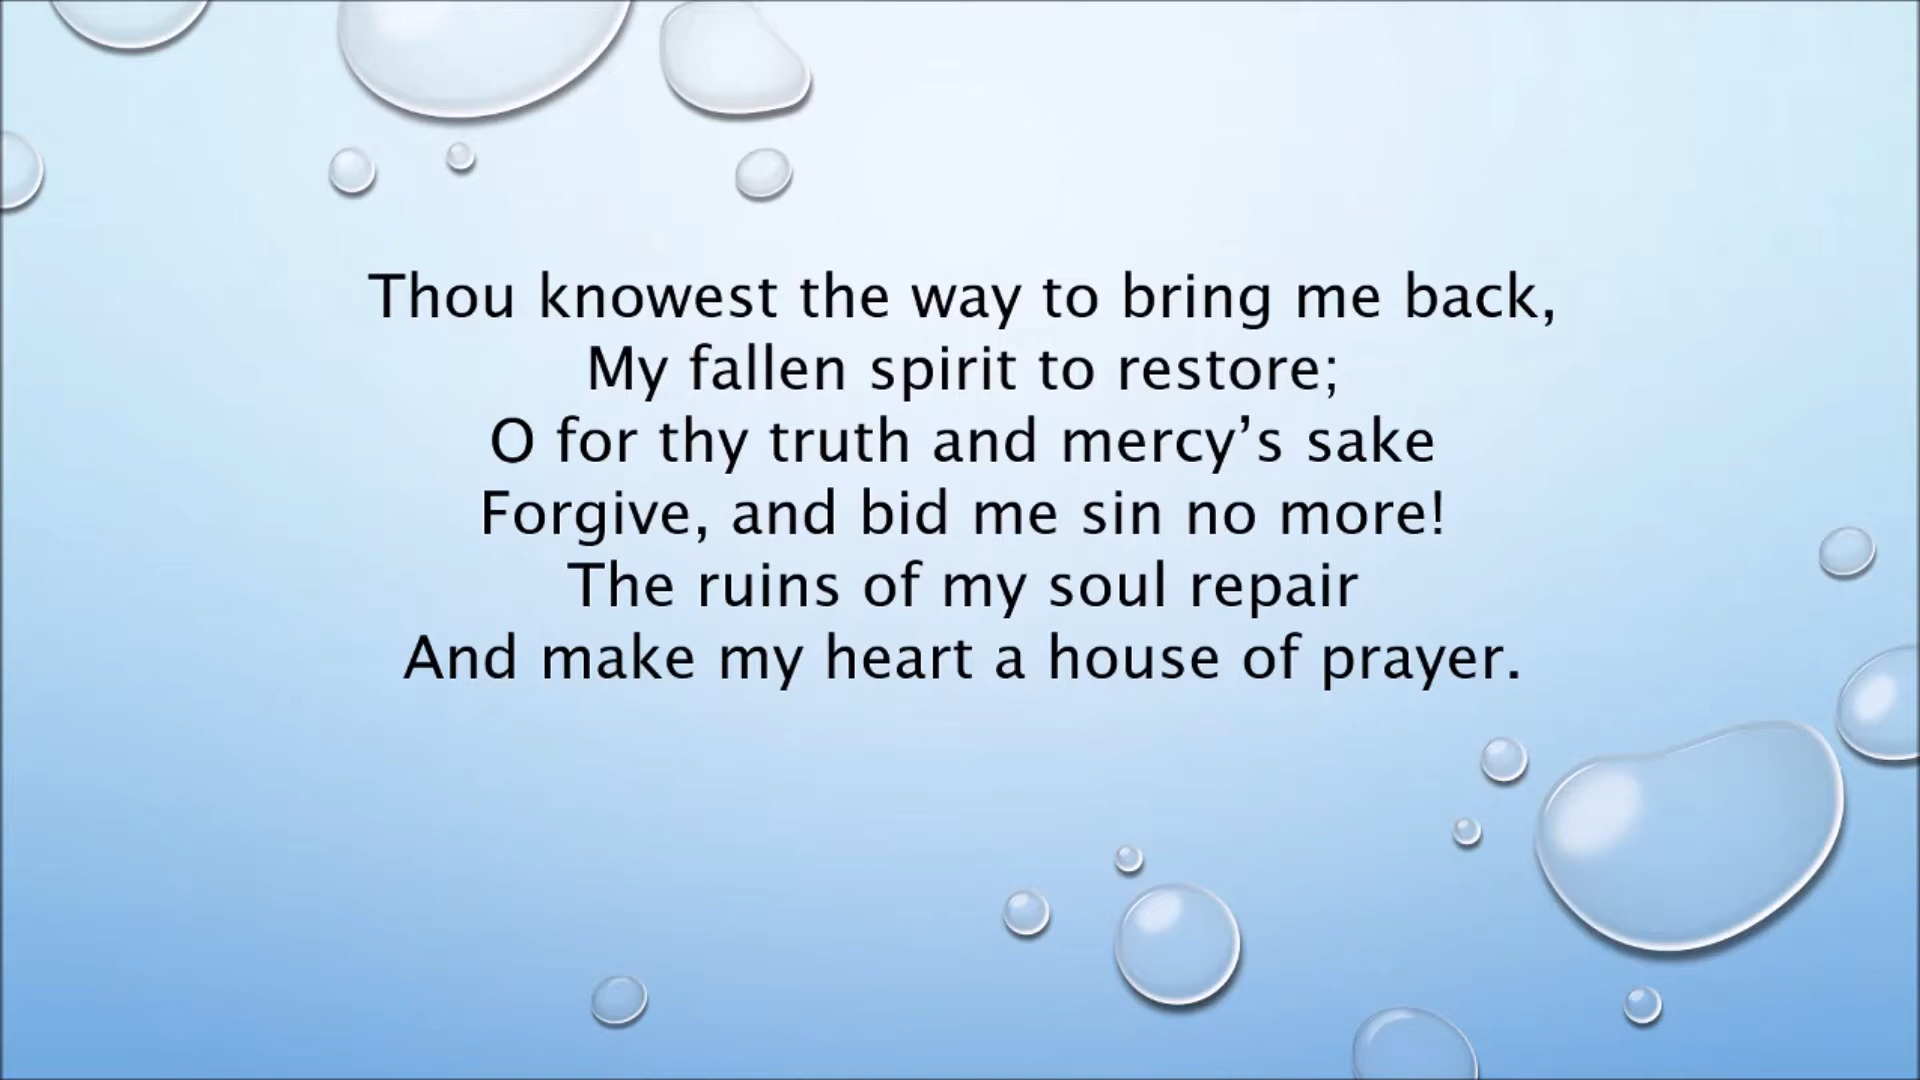 Thou knowest the way to bring me back,
My fallen spirit to restore;
O for thy truth and mercy’s sake
Forgive, and bid me sin no more!
The ruins of my soul repair
And make my heart a house of prayer.